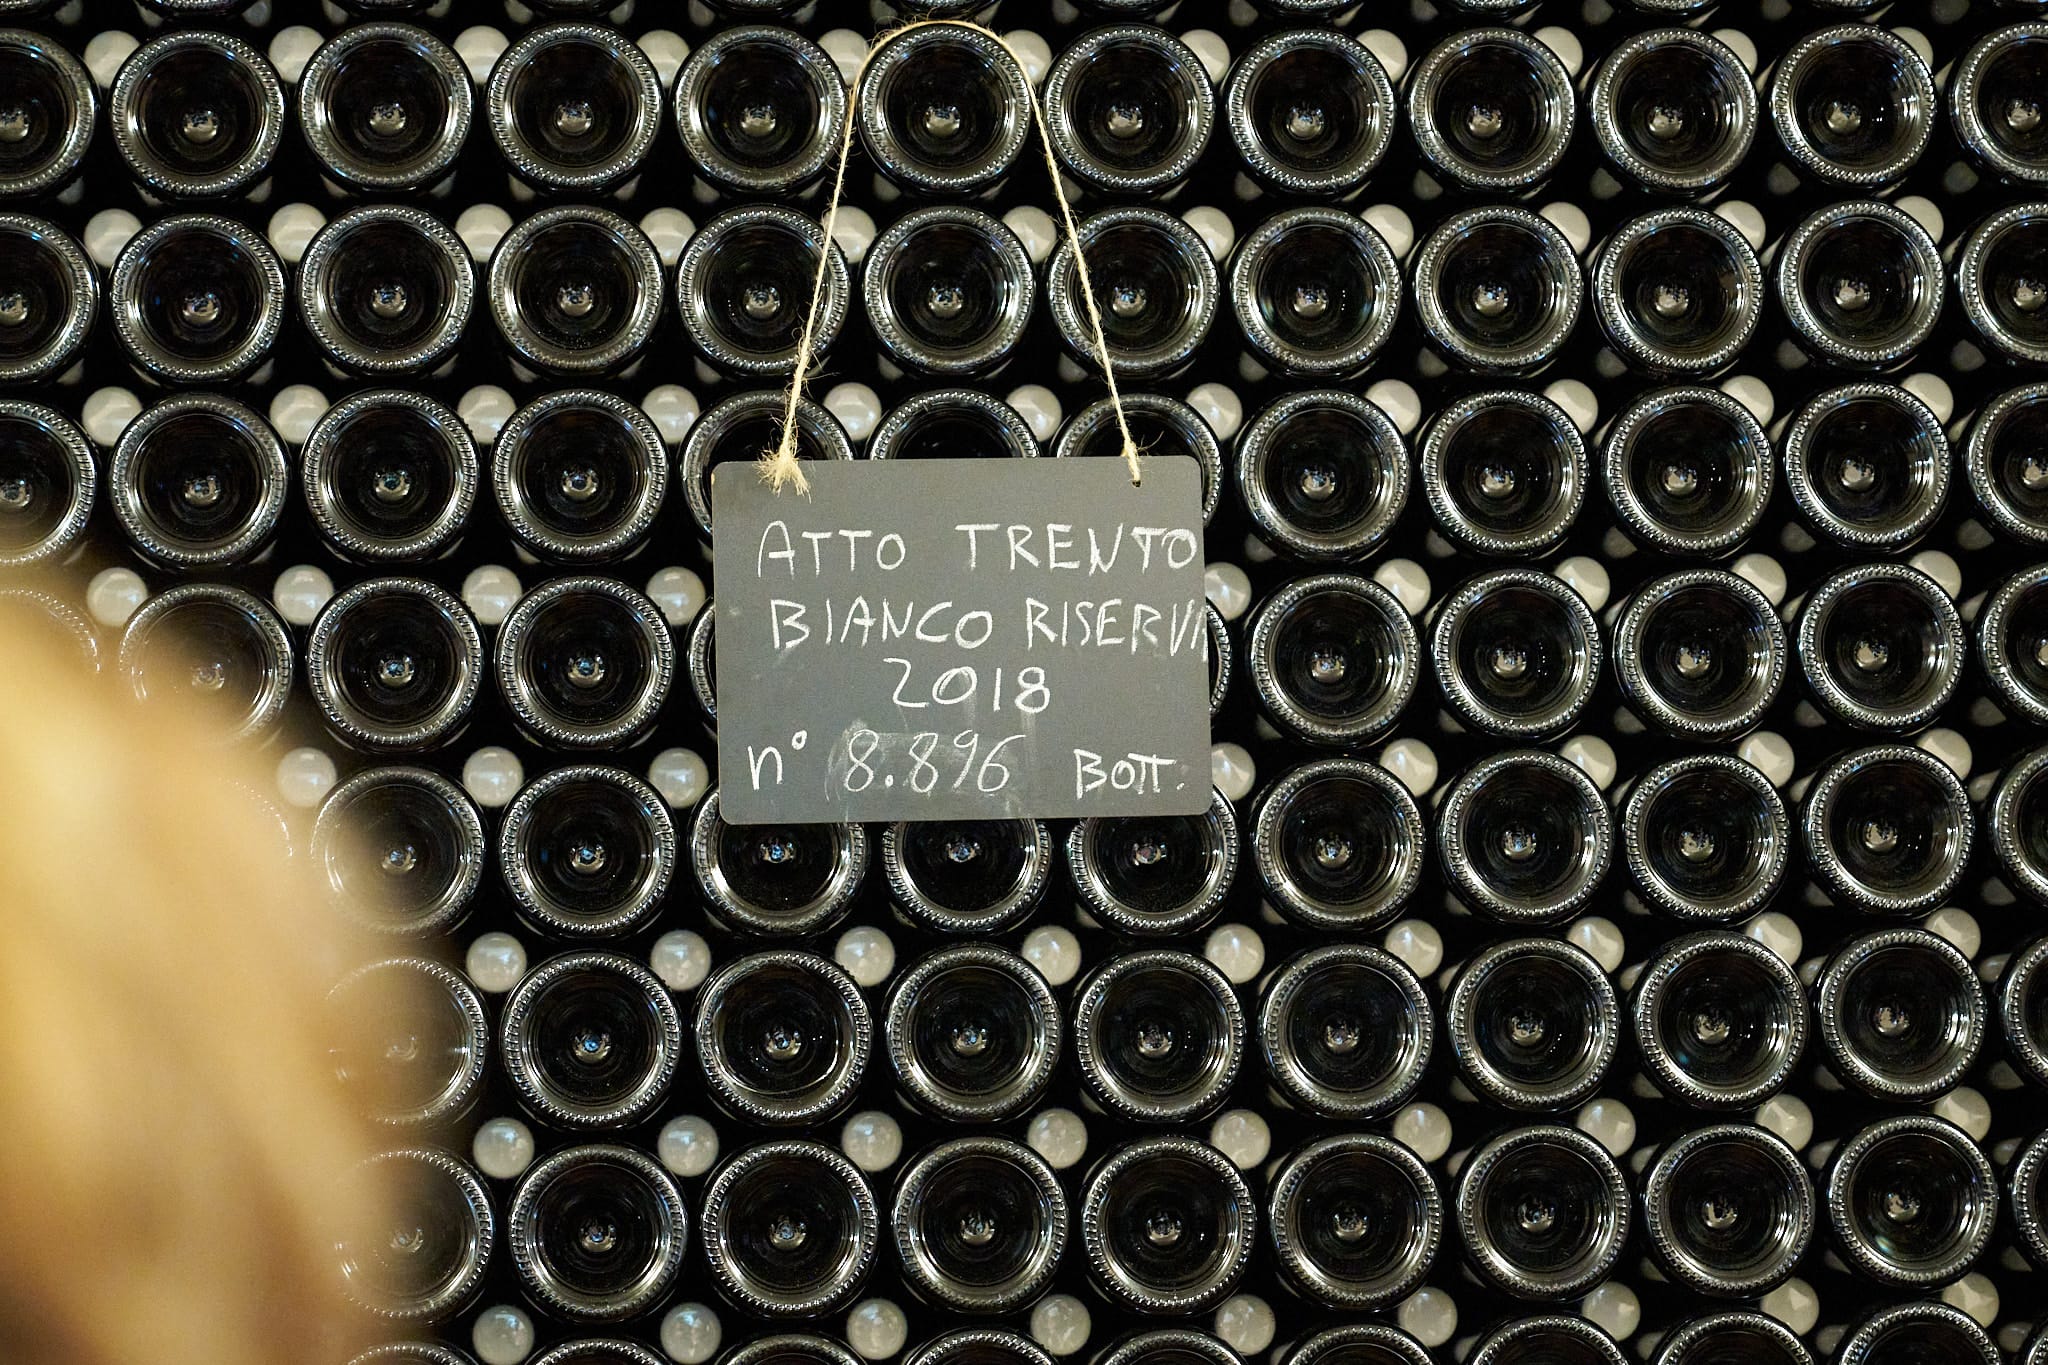 ATTO TRENTO
BIANCO RISERVA
2018
n° 8.896 BOTT.